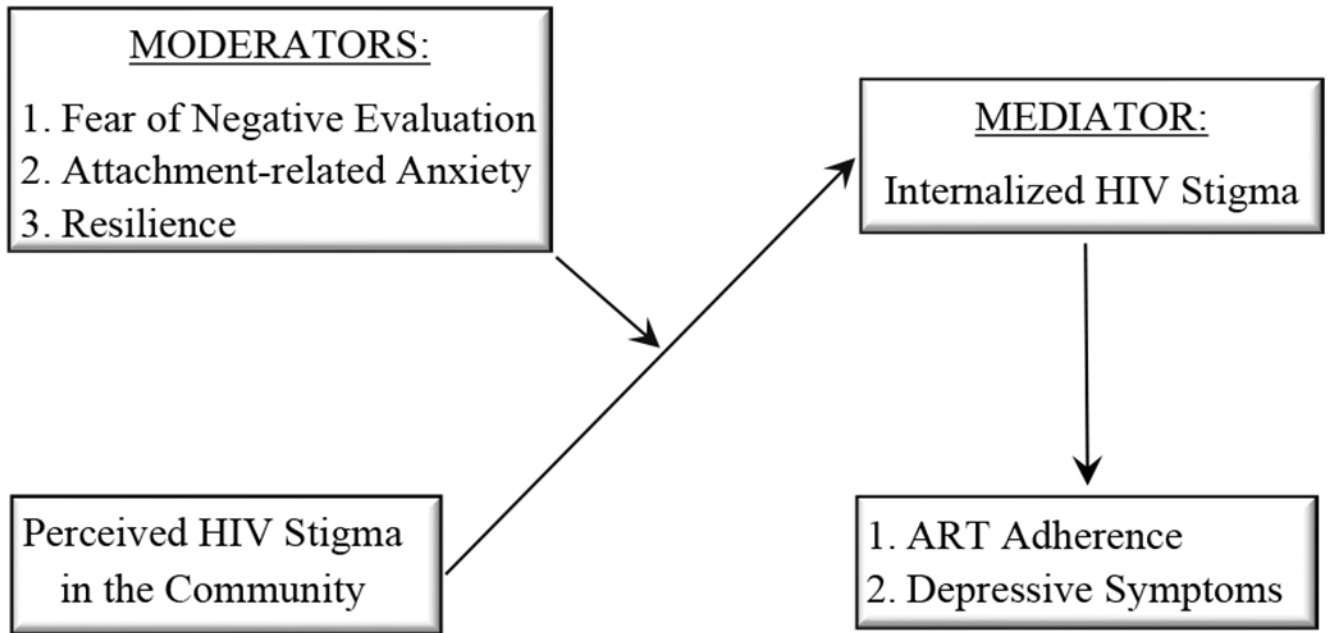 MODERATORS:
1. Fear of Negative Evaluation
2. Attachment-related Anxiety
3. Resilience
MEDIATOR:
Internalized HIV Stigma
Perceived HIV Stigma
in the Community
1. ART Adherence
2. Depressive Symptoms